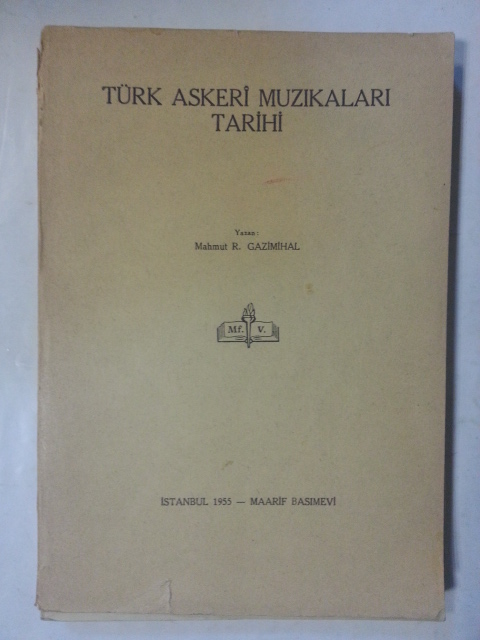 TÜRK ASKERÎ MUZIKALARI
TARİHİ
Yazan:
Mahmut R. GAZİMİHAL
Mf. V.
İSTANBUL 1955 — MAARİF BASIMEVİ